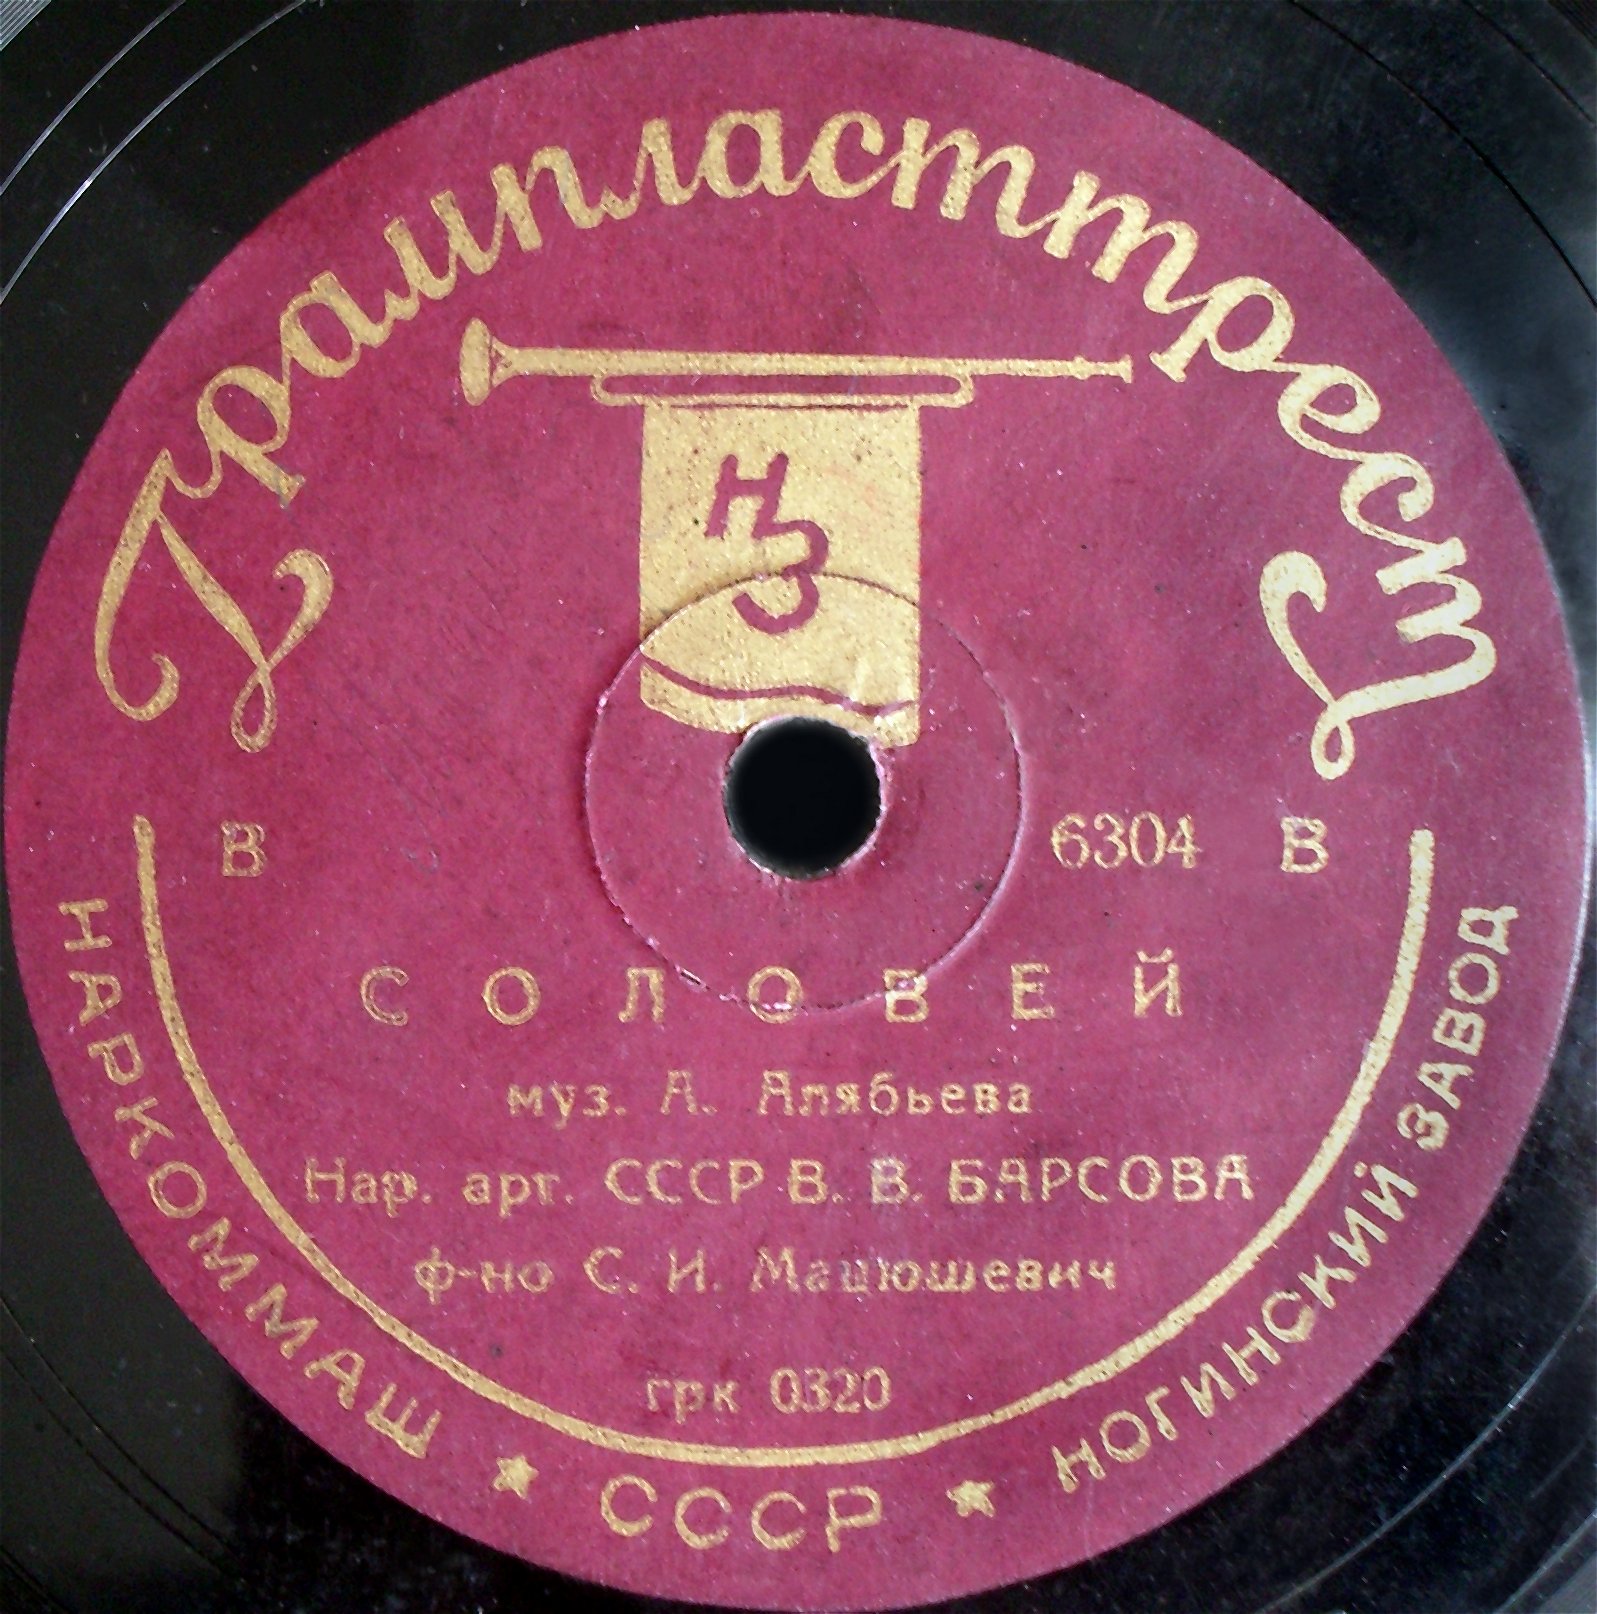 Грампласттрест
НЗ
В 6304 В
СОЛОВЕЙ
муз. А. Алябьева
Нар. арт. СССР В. В. БАРСОВА
ф-но С. И. Мацюшевич
грк 0320
НАРКОММАШ ★ СССР ★ НОГИНСКИЙ ЗАВОД